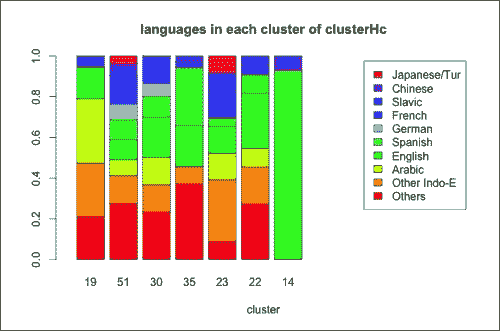 languages in each cluster of clusterHc
1.0
0.8
0.6
0.4
0.2
0.0
19 51 30 35 23 22 14
cluster
Japanese/Tur
Chinese
Slavic
French
German
Spanish
English
Arabic
Other Indo-E
Others